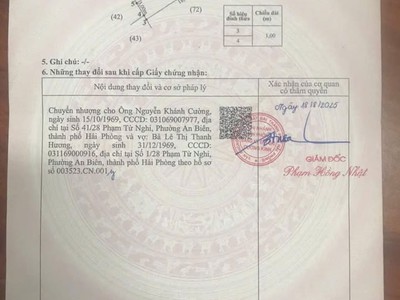 (42)
(72)
(43)
Số hiệu đỉnh thửa
Chiều dài (m)
3
4
1,00
5. Ghi chú: -/-
6. Những thay đổi sau khi cấp Giấy chứng nhận:
Nội dung thay đổi và cơ sở pháp lý
Xác nhận của cơ quan
có thẩm quyền
Chuyển nhượng cho Ông Nguyễn Khánh Cường,
ngày sinh 15/10/1969, CCCD: 031069007977, địa
chỉ tại Số 41/28 Phạm Tử Nghi, Phường An Biên,
thành phố Hải Phòng và vợ: Bà Lê Thị Thanh
Hương, ngày sinh 31/12/1969, CCCD:
031169000916, địa chỉ tại Số 1/28 Phạm Tử Nghi,
Phường An Biên, thành phố Hải Phòng theo hồ sơ
số 003523.CN.001
Ngày 18/12/2025
GIÁM ĐỐC
Phạm Hồng Nhật